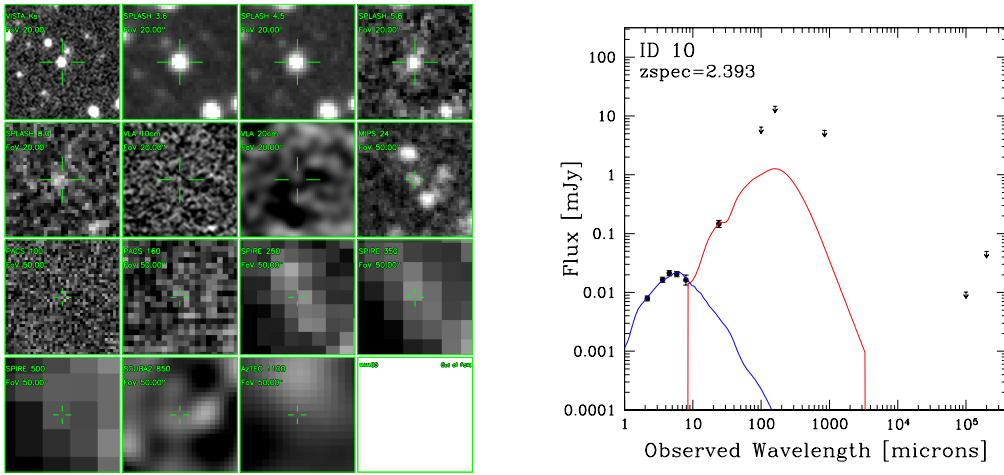 VISTA Ks
FoV 20.00"
SPLASH 3.6
FoV 20.00"
SPLASH 4.5
FoV 20.00"
SPLASH 5.6
FoV 20.00"
SPLASH 8.0
FoV 20.00"
VLA 10cm
FoV 20.00"
VLA 20cm
FoV 20.00"
MIPS 24
FoV 50.00"
PACS 100
FoV 50.00"
PACS 160
FoV 50.00"
SPIRE 250
FoV 50.00"
SPIRE 350
FoV 50.00"
SPIRE 500
FoV 50.00"
SCUBA2 850
FoV 50.00"
AzTEC 1100
FoV 50.00"
Out of FoV
ID 10
zspec=2.393
Flux [mJy]
100
10
1
0.1
0.01
0.001
0.0001
1 10 100 1000 10⁴ 10⁵
Observed Wavelength [microns]